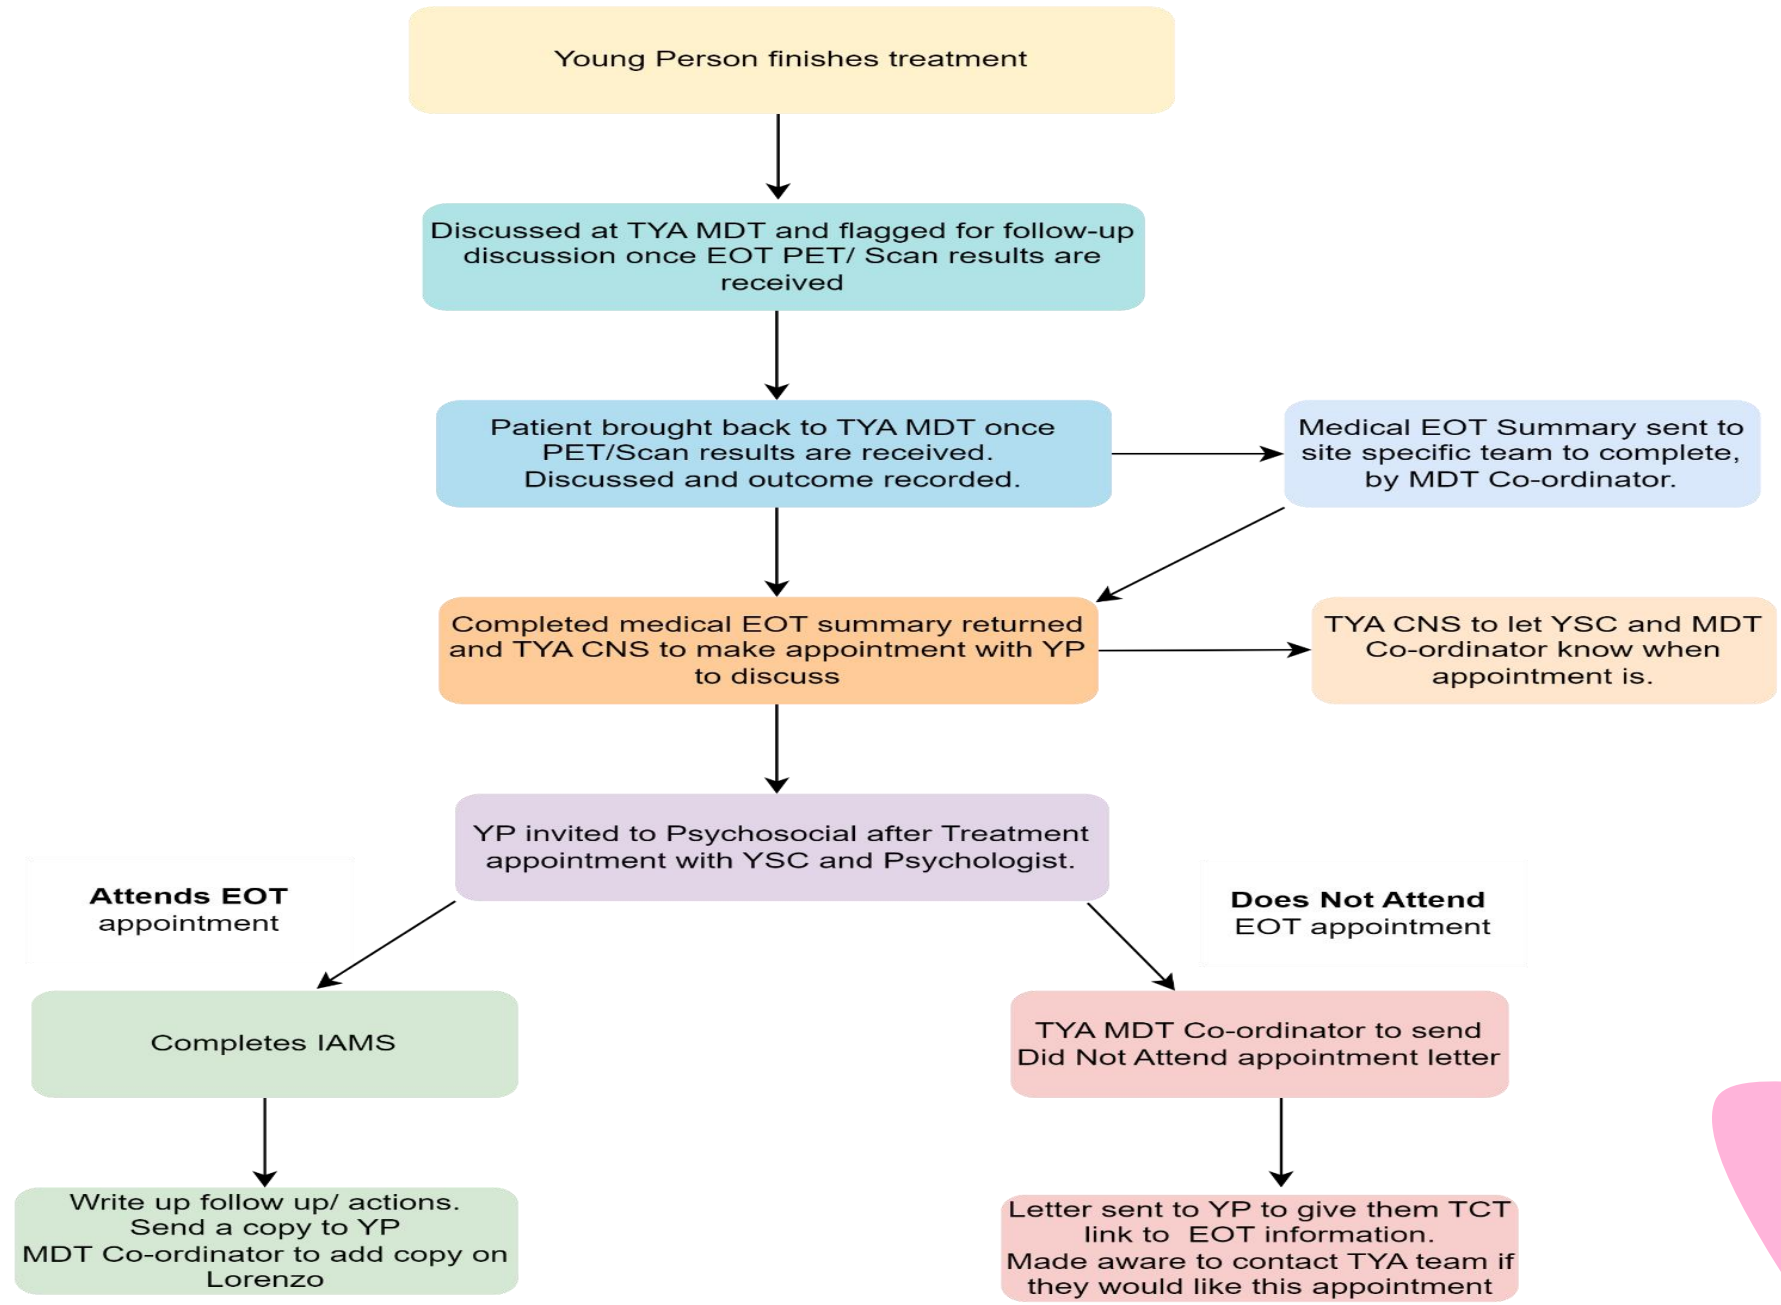 Young Person finishes treatment
Discussed at TYA MDT and flagged for follow-up
discussion once EOT PET/ Scan results are
received
Patient brought back to TYA MDT once
PET/Scan results are received.
Discussed and outcome recorded.
Medical EOT Summary sent to
site specific team to complete,
by MDT Co-ordinator.
Completed medical EOT summary returned
and TYA CNS to make appointment with YP
to discuss
TYA CNS to let YSC and MDT
Co-ordinator know when
appointment is.
YP invited to Psychosocial after Treatment
appointment with YSC and Psychologist.
Attends EOT
appointment
Does Not Attend
EOT appointment
Completes IAMS
TYA MDT Co-ordinator to send
Did Not Attend appointment letter
Write up follow up/ actions.
Send a copy to YP
MDT Co-ordinator to add copy on
Lorenzo
Letter sent to YP to give them TCT
link to EOT information.
Made aware to contact TYA team if
they would like this appointment